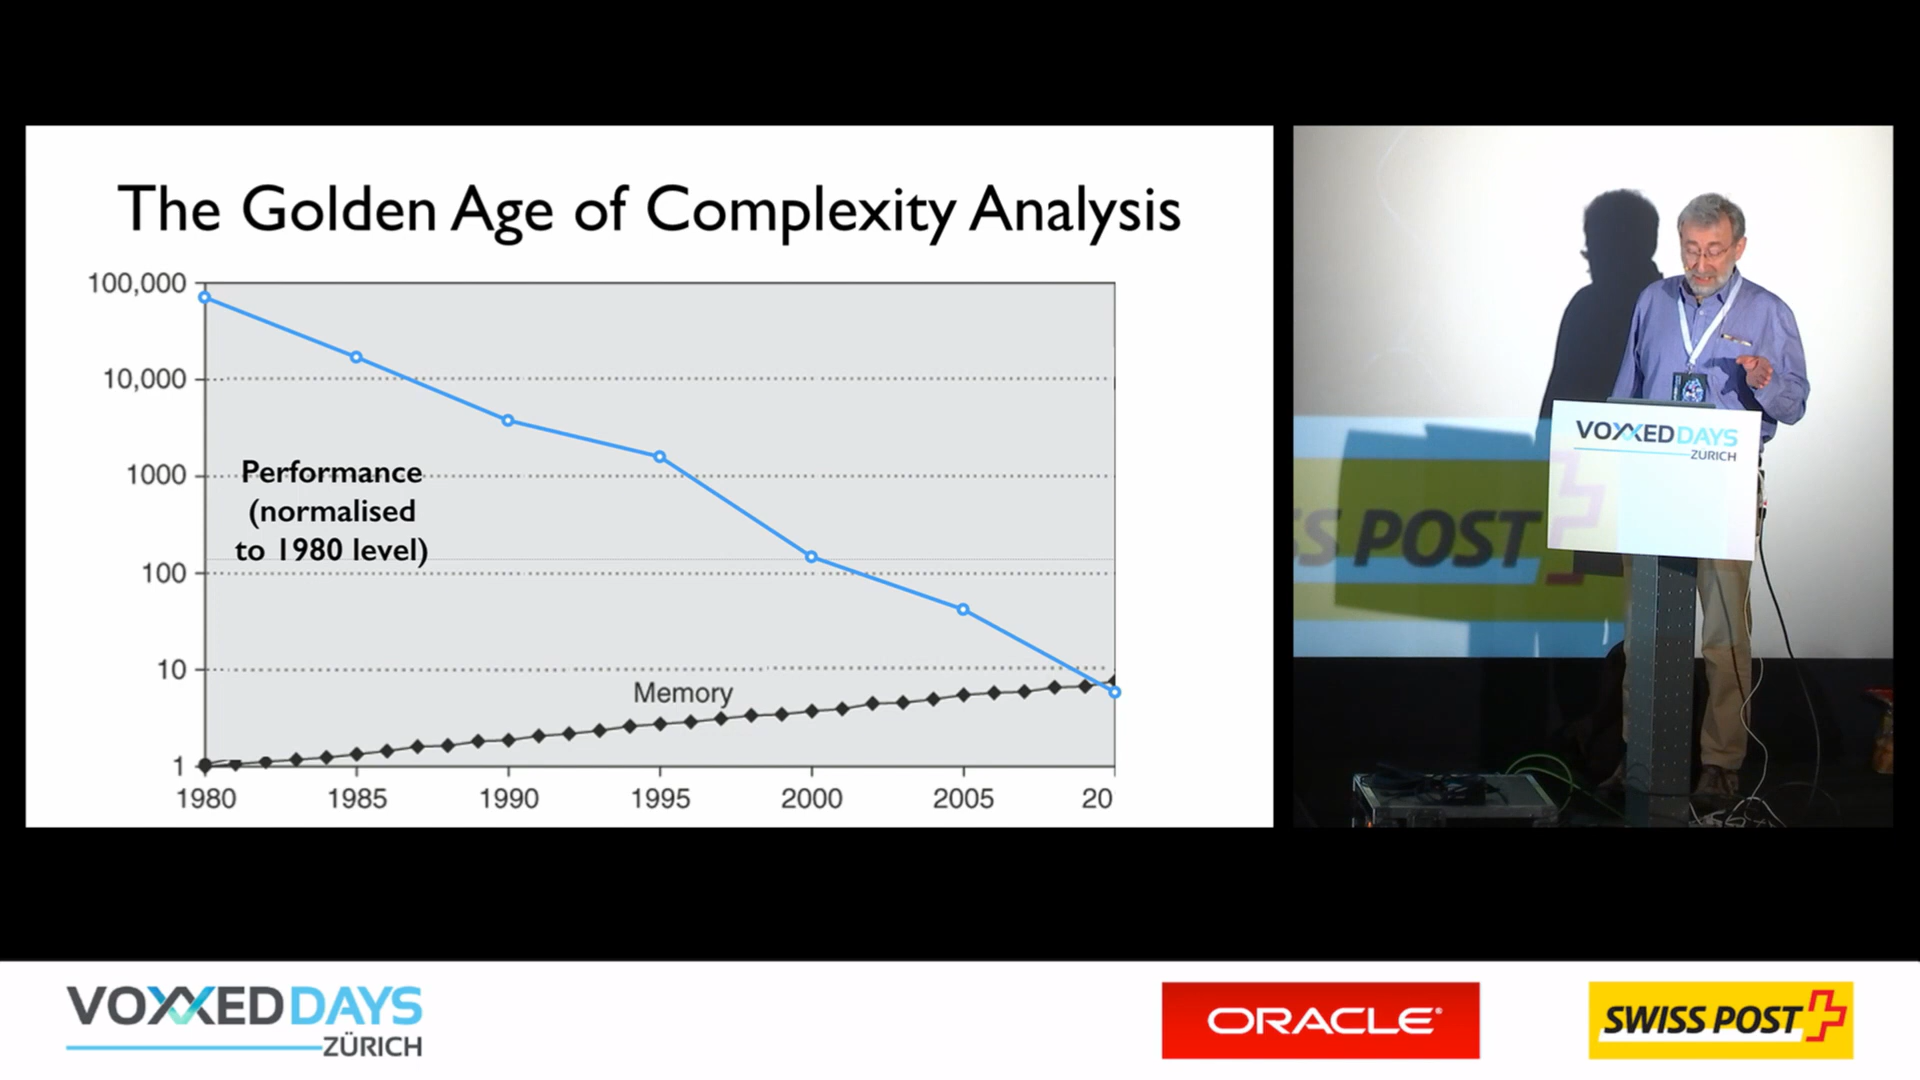 The Golden Age of Complexity Analysis
100,000
10,000
1000
100
10
1
Performance
(normalised
to 1980 level)
Memory
1980 1985 1990 1995 2000 2005 20
VOXXED DAYS
ZURICH
SS POST
VOXXED DAYS
ZÜRICH
ORACLE®
SWISS POST